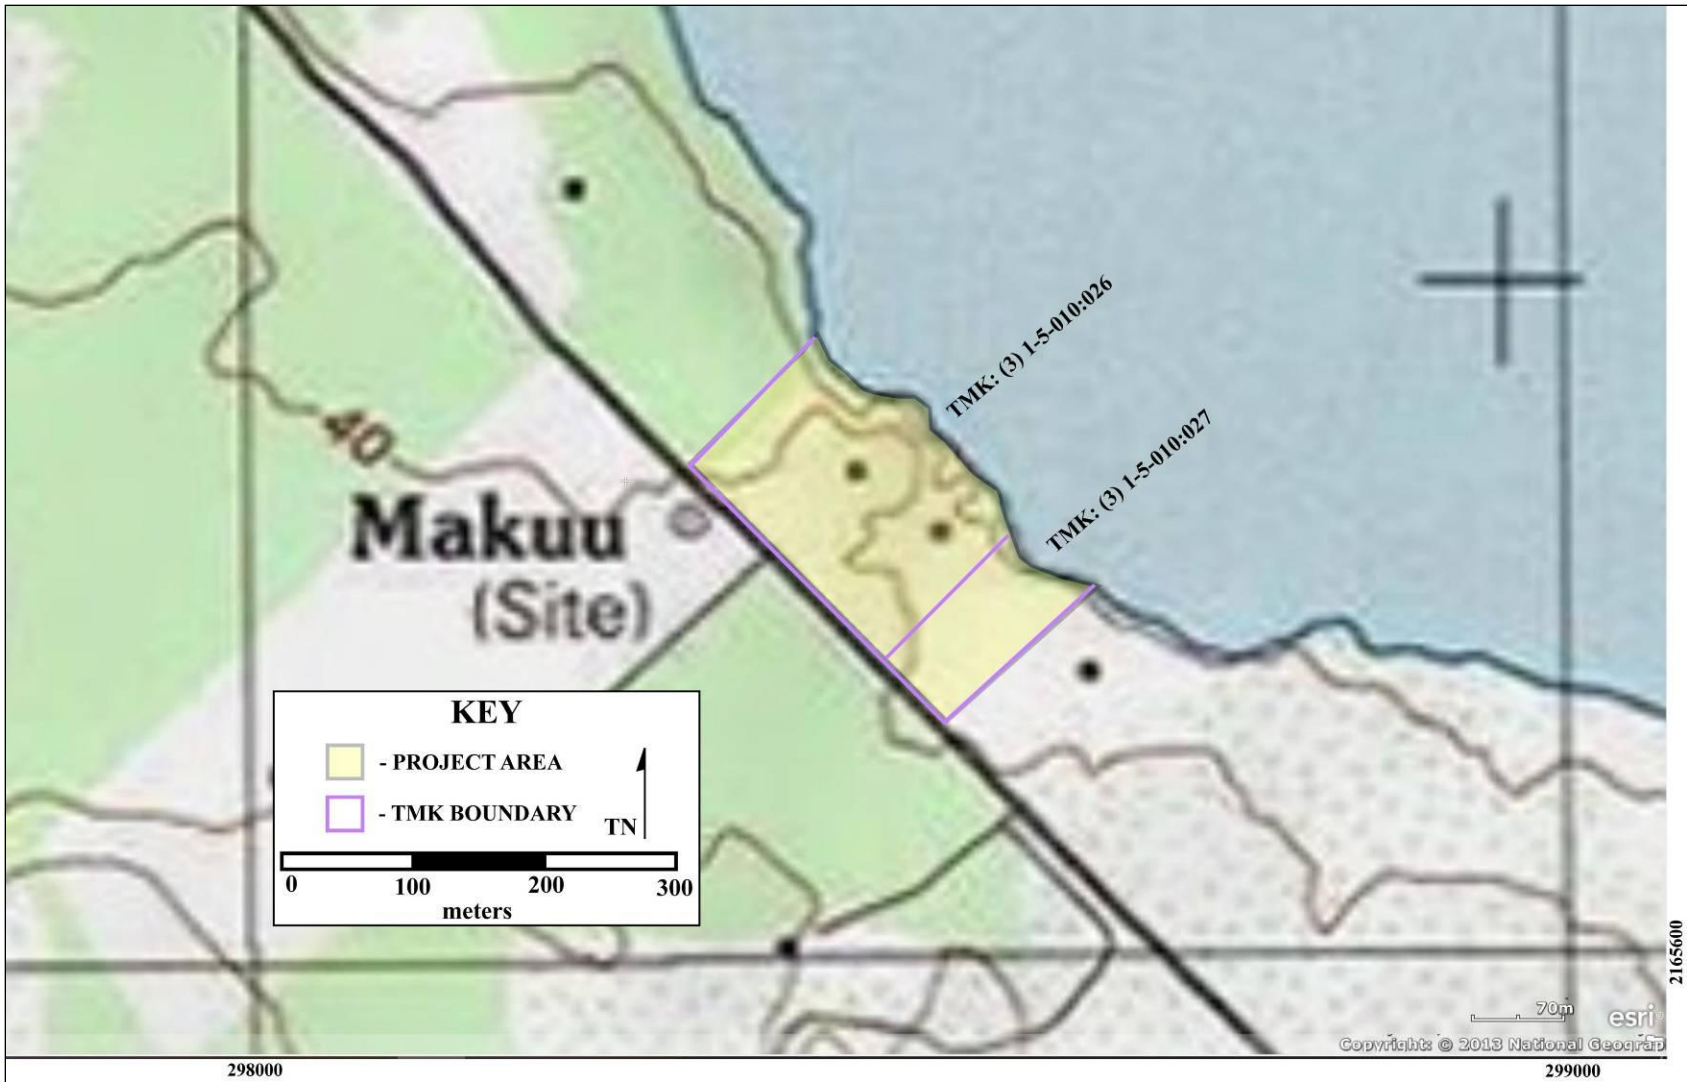 TMK: (3) 1-5-010:026
TMK: (3) 1-5-010:027
40
Makuu
(Site)
KEY
- PROJECT AREA
- TMK BOUNDARY
TN
0 100 200 300
meters
2165600
70m
esri
Copyright: © 2013 National Geograp
298000 299000